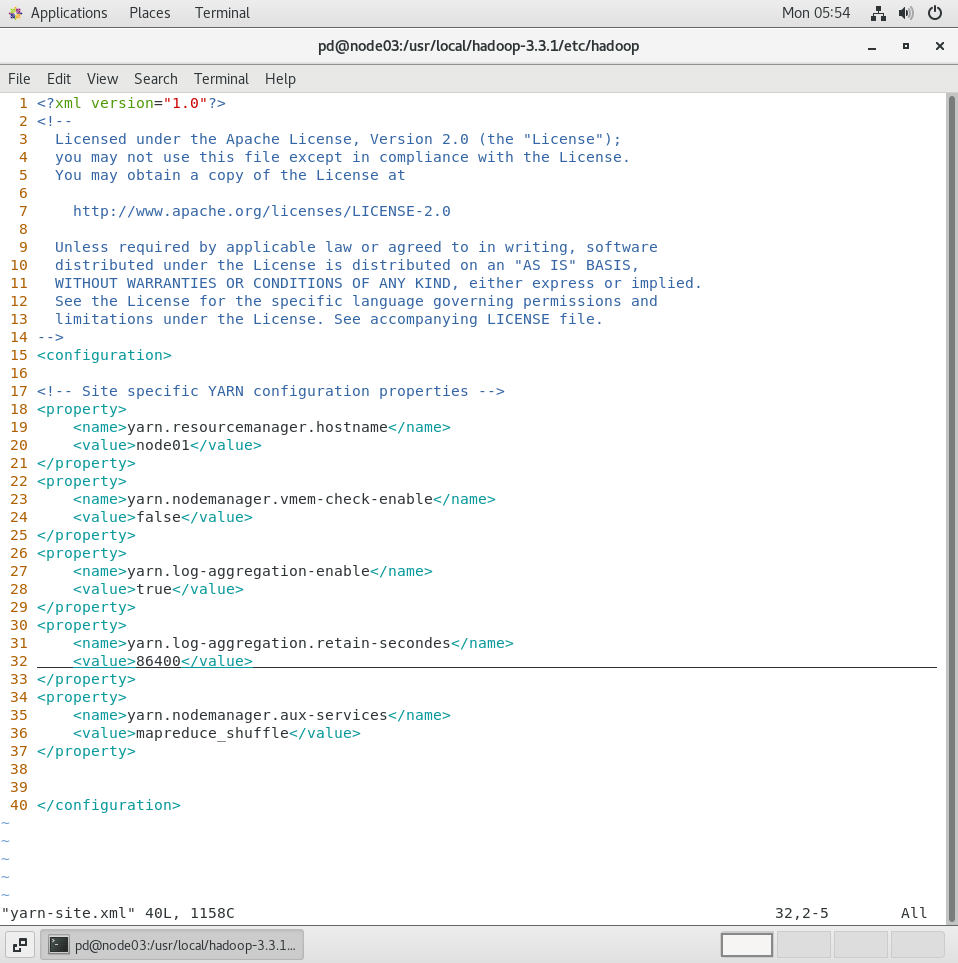 Applications Places Terminal Mon 05:54
pd@node03:/usr/local/hadoop-3.3.1/etc/hadoop
File Edit View Search Terminal Help
1 <?xml version="1.0"?>
2 <!--
3   Licensed under the Apache License, Version 2.0 (the "License");
4   you may not use this file except in compliance with the License.
5   You may obtain a copy of the License at
6
7     http://www.apache.org/licenses/LICENSE-2.0
8
9   Unless required by applicable law or agreed to in writing, software
10   distributed under the License is distributed on an "AS IS" BASIS,
11   WITHOUT WARRANTIES OR CONDITIONS OF ANY KIND, either express or implied.
12   See the License for the specific language governing permissions and
13   limitations under the License. See accompanying LICENSE file.
14 -->
15 <configuration>
16
17 <!-- Site specific YARN configuration properties -->
18 <property>
19     <name>yarn.resourcemanager.hostname</name>
20     <value>node01</value>
21 </property>
22 <property>
23     <name>yarn.nodemanager.vmem-check-enable</name>
24     <value>false</value>
25 </property>
26 <property>
27     <name>yarn.log-aggregation-enable</name>
28     <value>true</value>
29 </property>
30 <property>
31     <name>yarn.log-aggregation.retain-secondes</name>
32     <value>86400</value>
33 </property>
34 <property>
35     <name>yarn.nodemanager.aux-services</name>
36     <value>mapreduce_shuffle</value>
37 </property>
38
39
40 </configuration>
~
~
~
~
~
"yarn-site.xml" 40L, 1158C 32,2-5 All
pd@node03:/usr/local/hadoop-3.3.1...